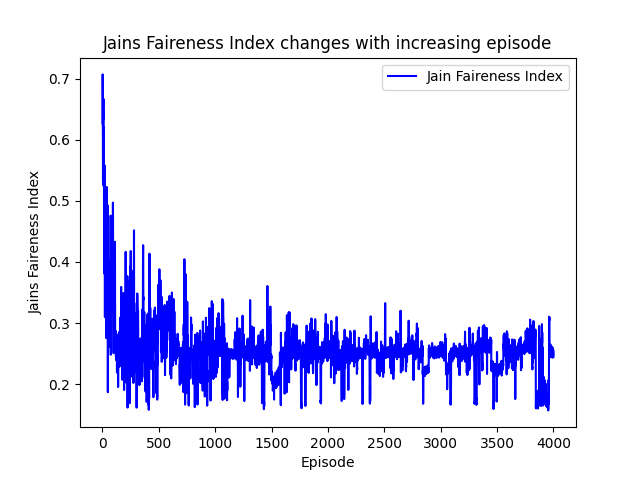 Jains Faireness Index changes with increasing episode
Jain Faireness Index
Jains Faireness Index
0.7
0.6
0.5
0.4
0.3
0.2
0 500 1000 1500 2000 2500 3000 3500 4000
Episode